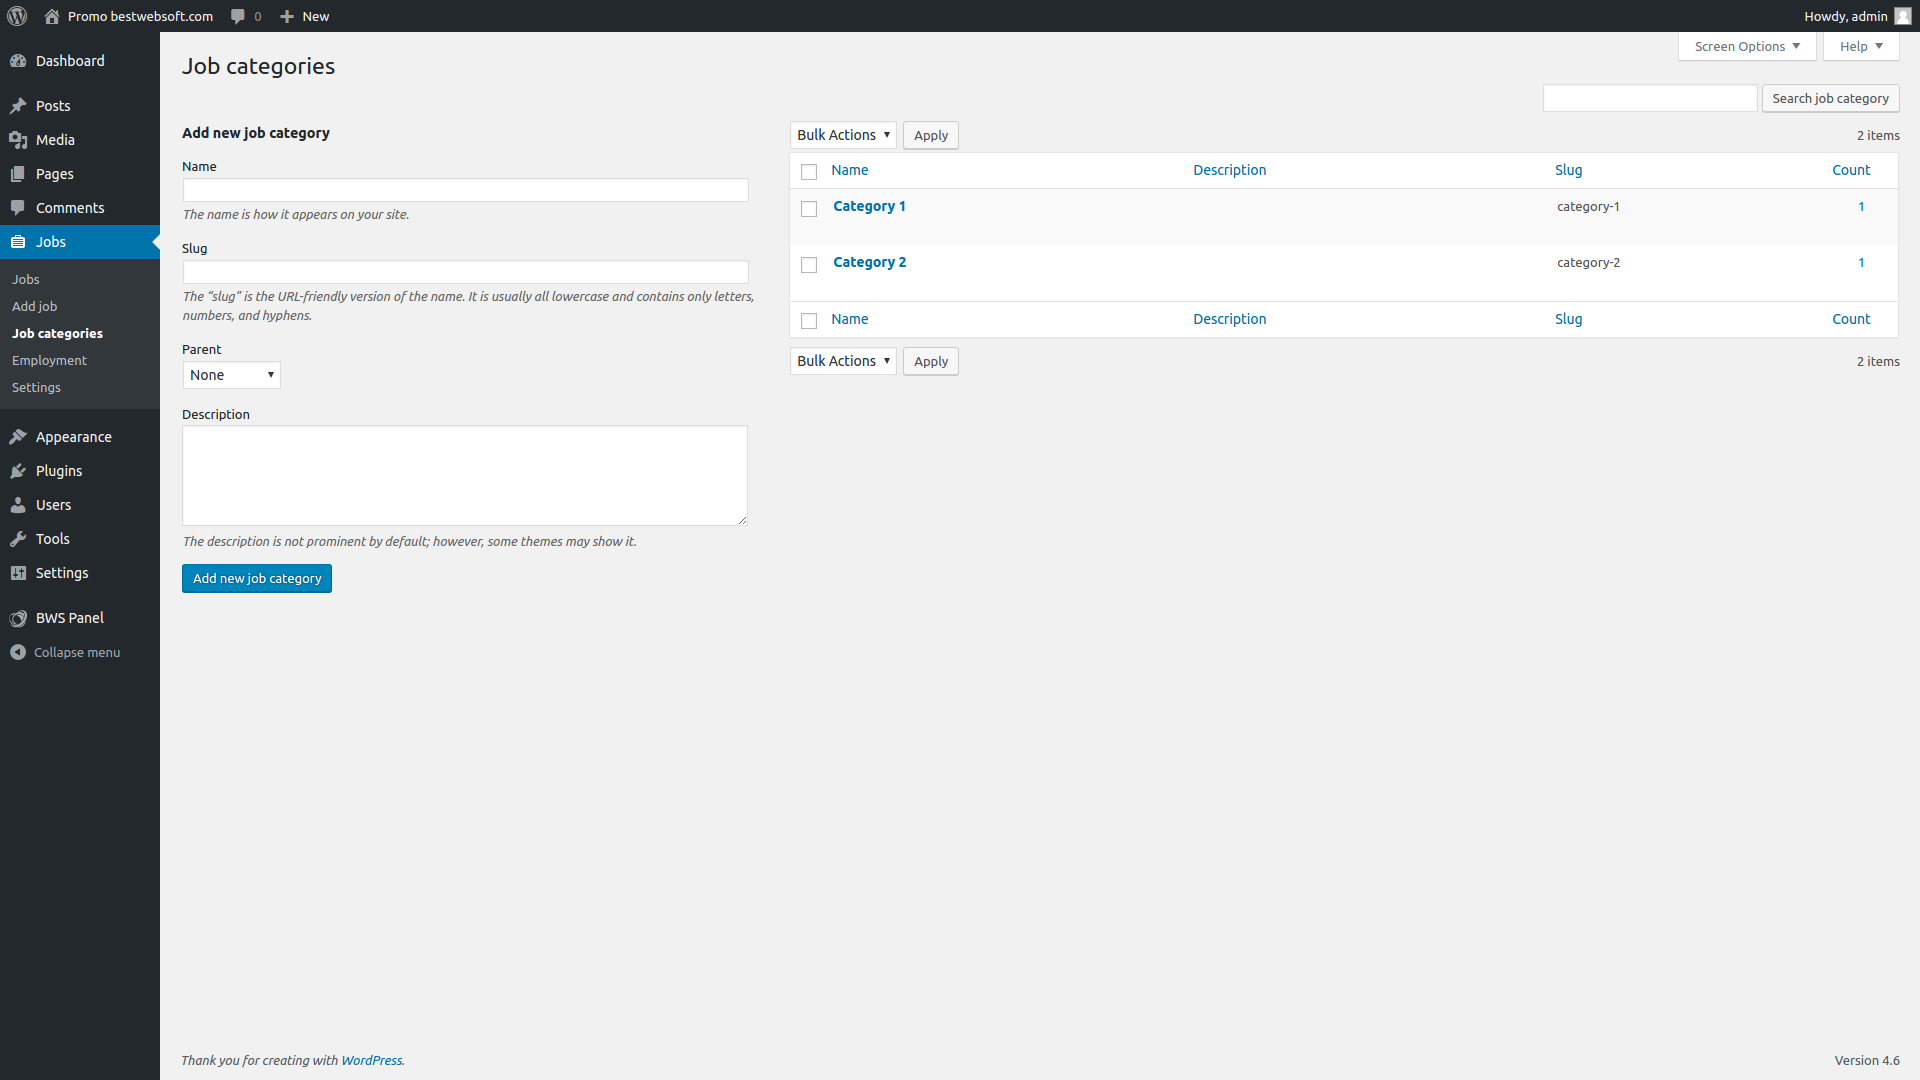 Promo bestwebsoft.com 0 New Howdy, admin
Dashboard
Posts
Media
Pages
Comments
Jobs
Jobs
Add job
Job categories
Employment
Settings
Appearance
Plugins
Users
Tools
Settings
BWS Panel
Collapse menu
Screen Options Help
Job categories
Search job category
Add new job category
Name
The name is how it appears on your site.
Slug
The “slug” is the URL-friendly version of the name. It is usually all lowercase and contains only letters,
numbers, and hyphens.
Parent
None
Description
The description is not prominent by default; however, some themes may show it.
Add new job category
Bulk Actions Apply 2 items
Name Description Slug Count
Category 1 category-1 1
Category 2 category-2 1
Name Description Slug Count
Bulk Actions Apply 2 items
Thank you for creating with WordPress. Version 4.6